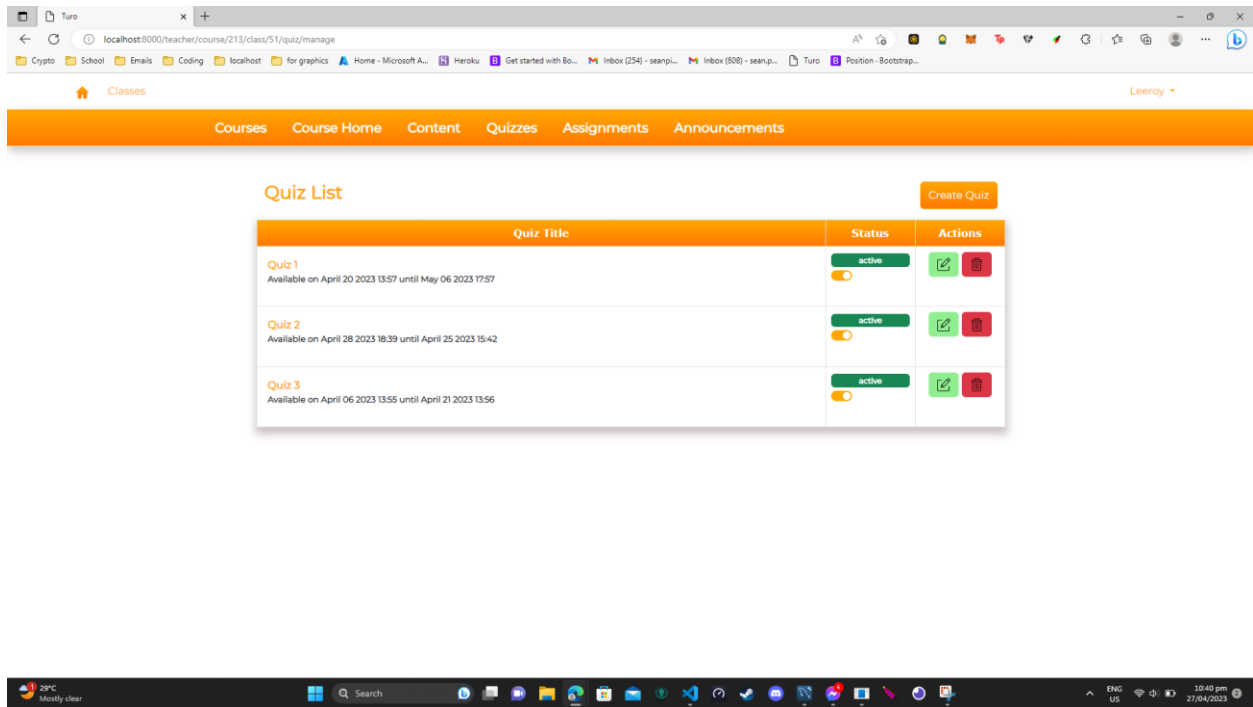 Turo
localhost:8000/teacher/course/213/class/51/quiz/manage
Crypto School Emails Coding localhost for graphics Home - Microsoft A... Heroku Get started with Bo... Inbox (254) - seanpi... Inbox (608) - sean.p... Turo Position · Bootstrap...
Classes Leeroy
Courses Course Home Content Quizzes Assignments Announcements
Quiz List Create Quiz
Quiz Title Status Actions
Quiz 1 active
Available on April 20 2023 13:57 until May 06 2023 17:57
Quiz 2 active
Available on April 28 2023 18:39 until April 25 2023 15:42
Quiz 3 active
Available on April 06 2023 13:55 until April 21 2023 13:56
29°C
Mostly clear
Search
ENG
US
10:40 pm
27/04/2023